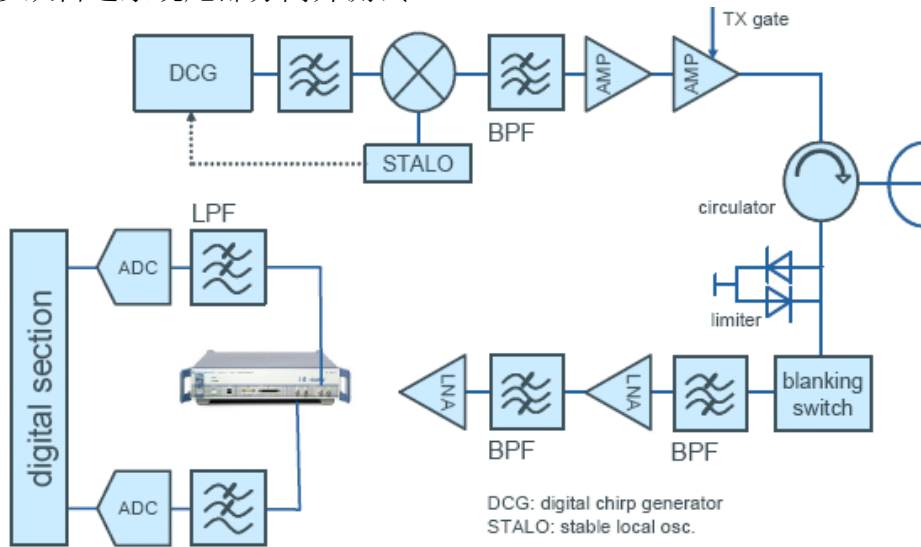 TX gate
DCG
AMP
AMP
BPF
STALO
circulator
LPF
ADC
limiter
digital section
LNA
LNA
blanking
switch
BPF
BPF
ADC
DCG: digital chirp generator
STALO: stable local osc.